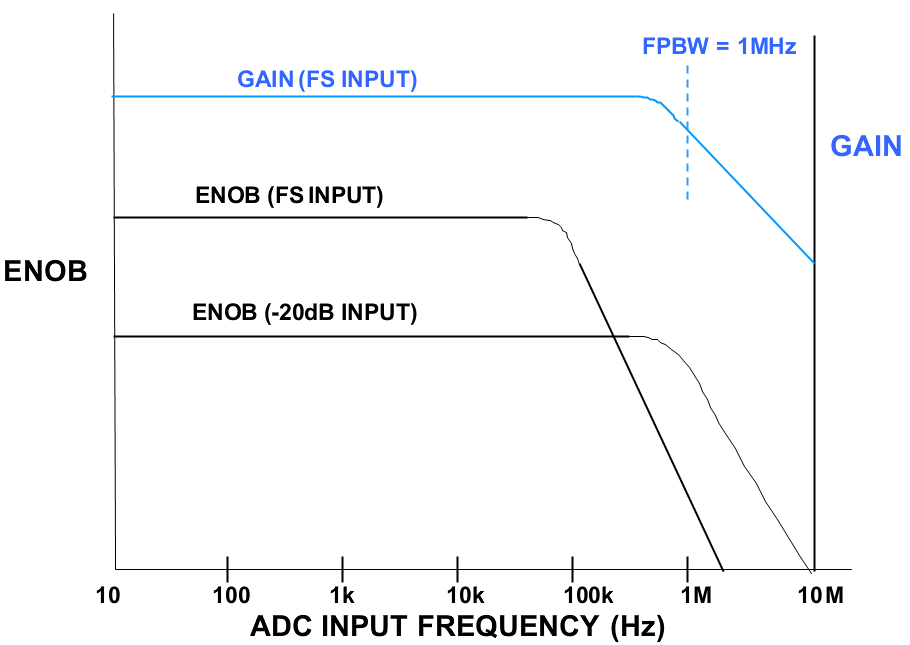 FPBW = 1MHz
GAIN (FS INPUT)
GAIN
ENOB (FS INPUT)
ENOB
ENOB (-20dB INPUT)
10 100 1k 10k 100k 1M 10M
ADC INPUT FREQUENCY (Hz)